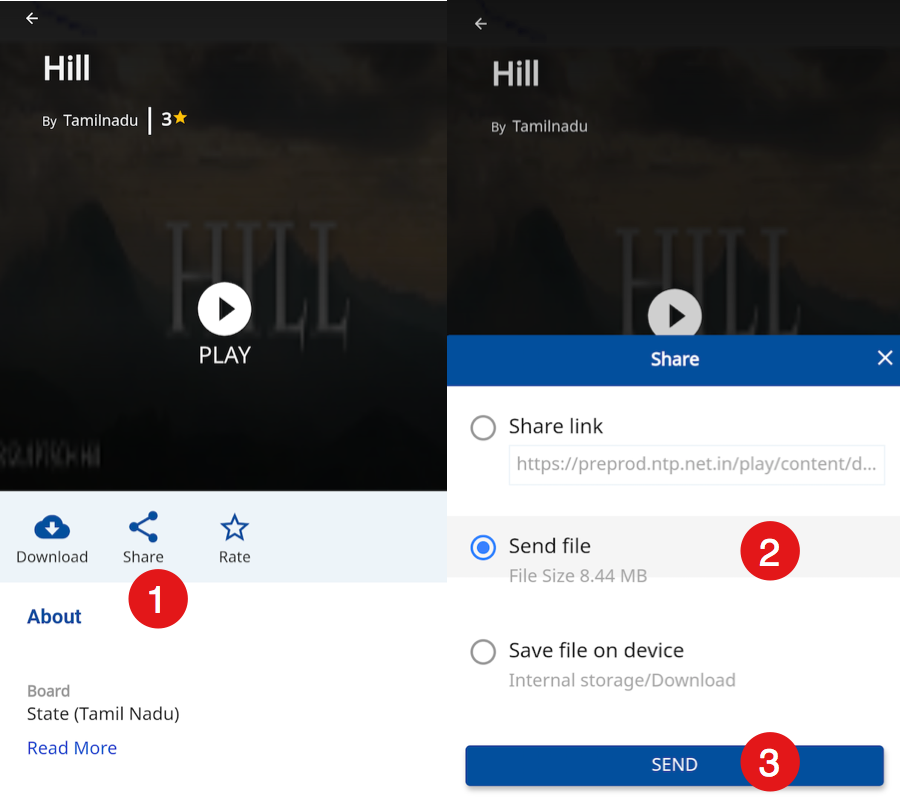 Hill
By Tamilnadu | 3
HILL
PLAY
Download
Share
Rate
1
About
Board
State (Tamil Nadu)
Read More
Hill
By Tamilnadu
HILL
Share
Share link
https://preprod.ntp.net.in/play/content/d...
Send file
File Size 8.44 MB
2
Save file on device
Internal storage/Download
SEND
3